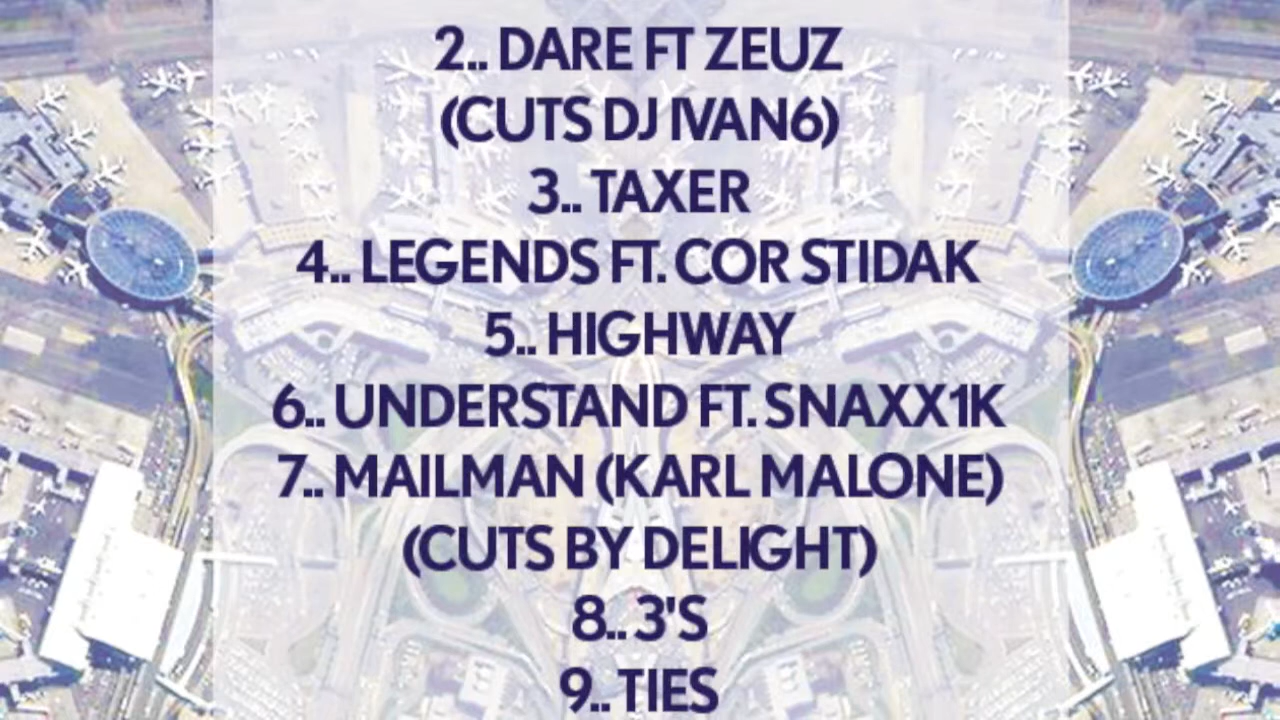 2.. DARE FT ZEUZ
(CUTS DJ IVAN6)
3.. TAXER
4.. LEGENDS FT. COR STIDAK
5.. HIGHWAY
6.. UNDERSTAND FT. SNAXX1K
7.. MAILMAN (KARL MALONE)
(CUTS BY DELIGHT)
8.. 3'S
9.. TIES